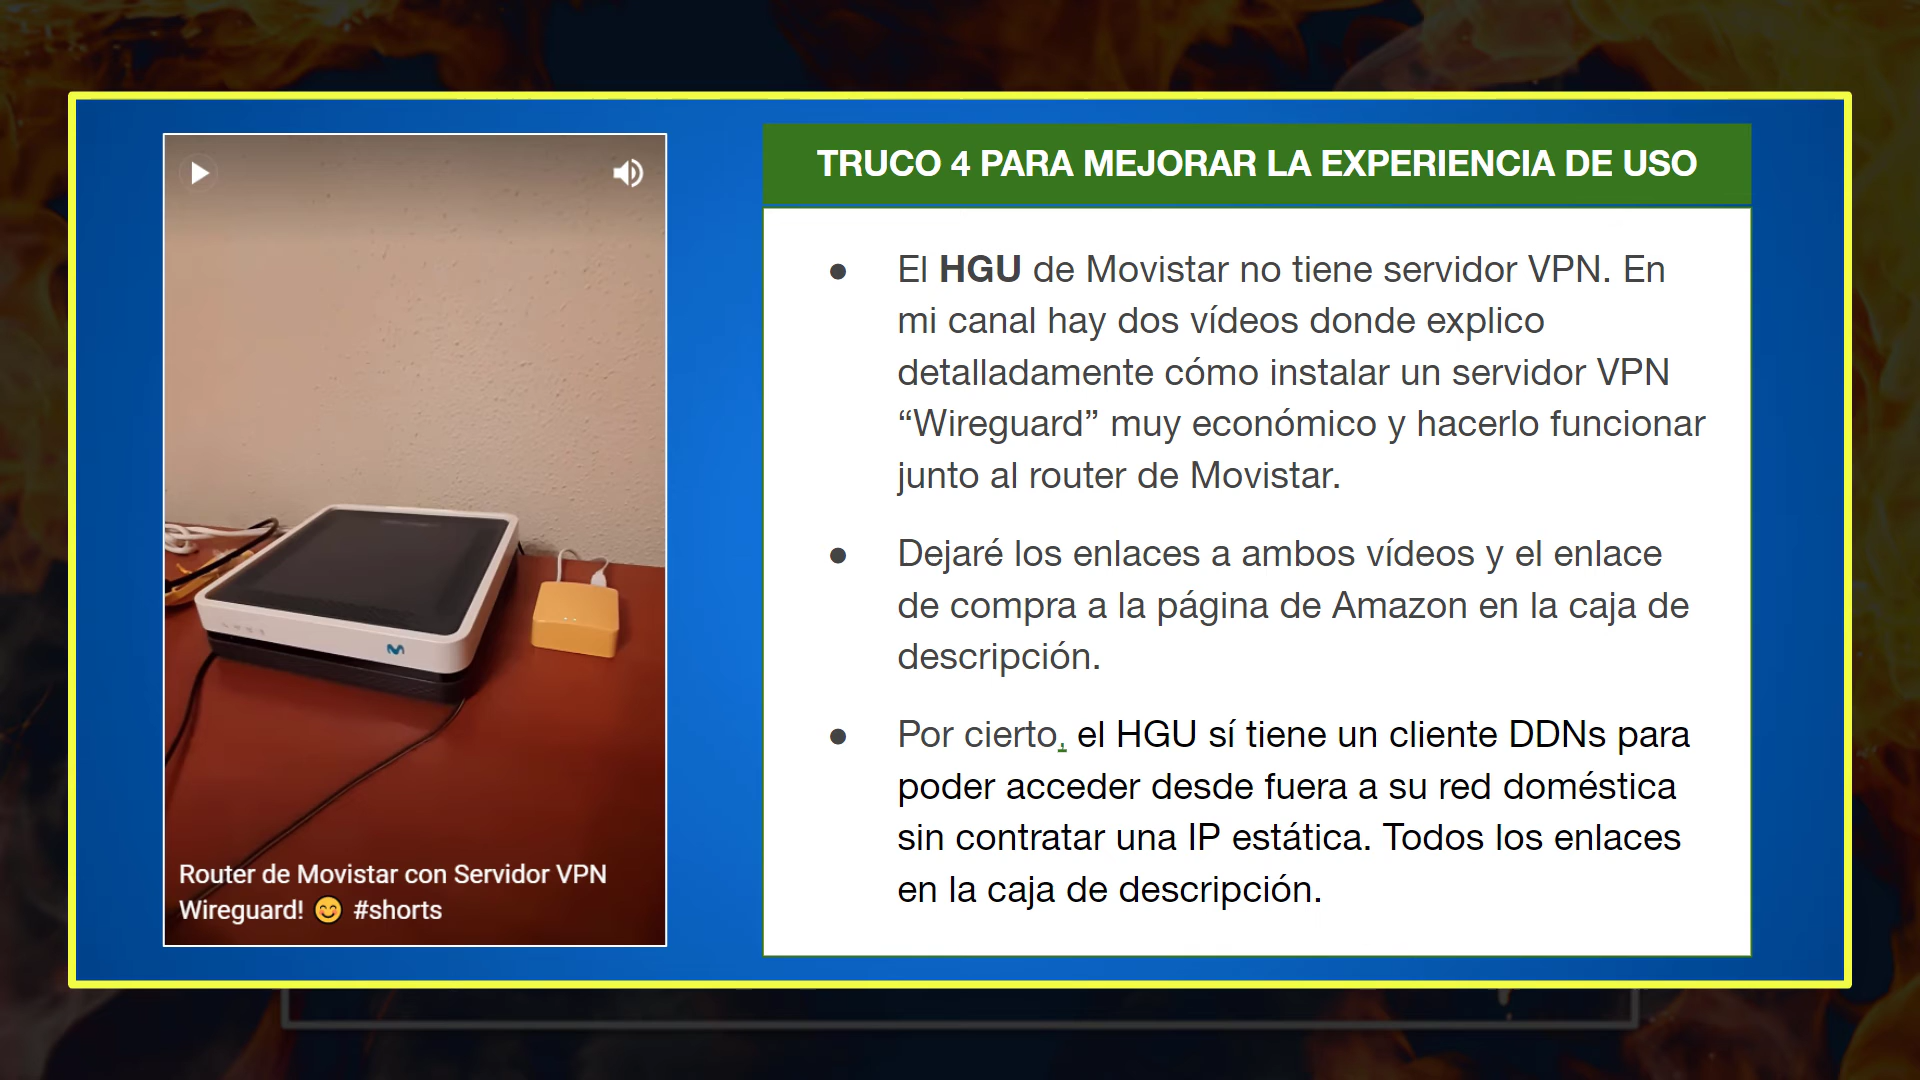 TRUCO 4 PARA MEJORAR LA EXPERIENCIA DE USO
El HGU de Movistar no tiene servidor VPN. En
mi canal hay dos vídeos donde explico
detalladamente cómo instalar un servidor VPN
“Wireguard” muy económico y hacerlo funcionar
junto al router de Movistar.
Dejaré los enlaces a ambos vídeos y el enlace
de compra a la página de Amazon en la caja de
descripción.
Por cierto, el HGU sí tiene un cliente DDNs para
poder acceder desde fuera a su red doméstica
sin contratar una IP estática. Todos los enlaces
en la caja de descripción.
Router de Movistar con Servidor VPN
Wireguard! 😊 #shorts